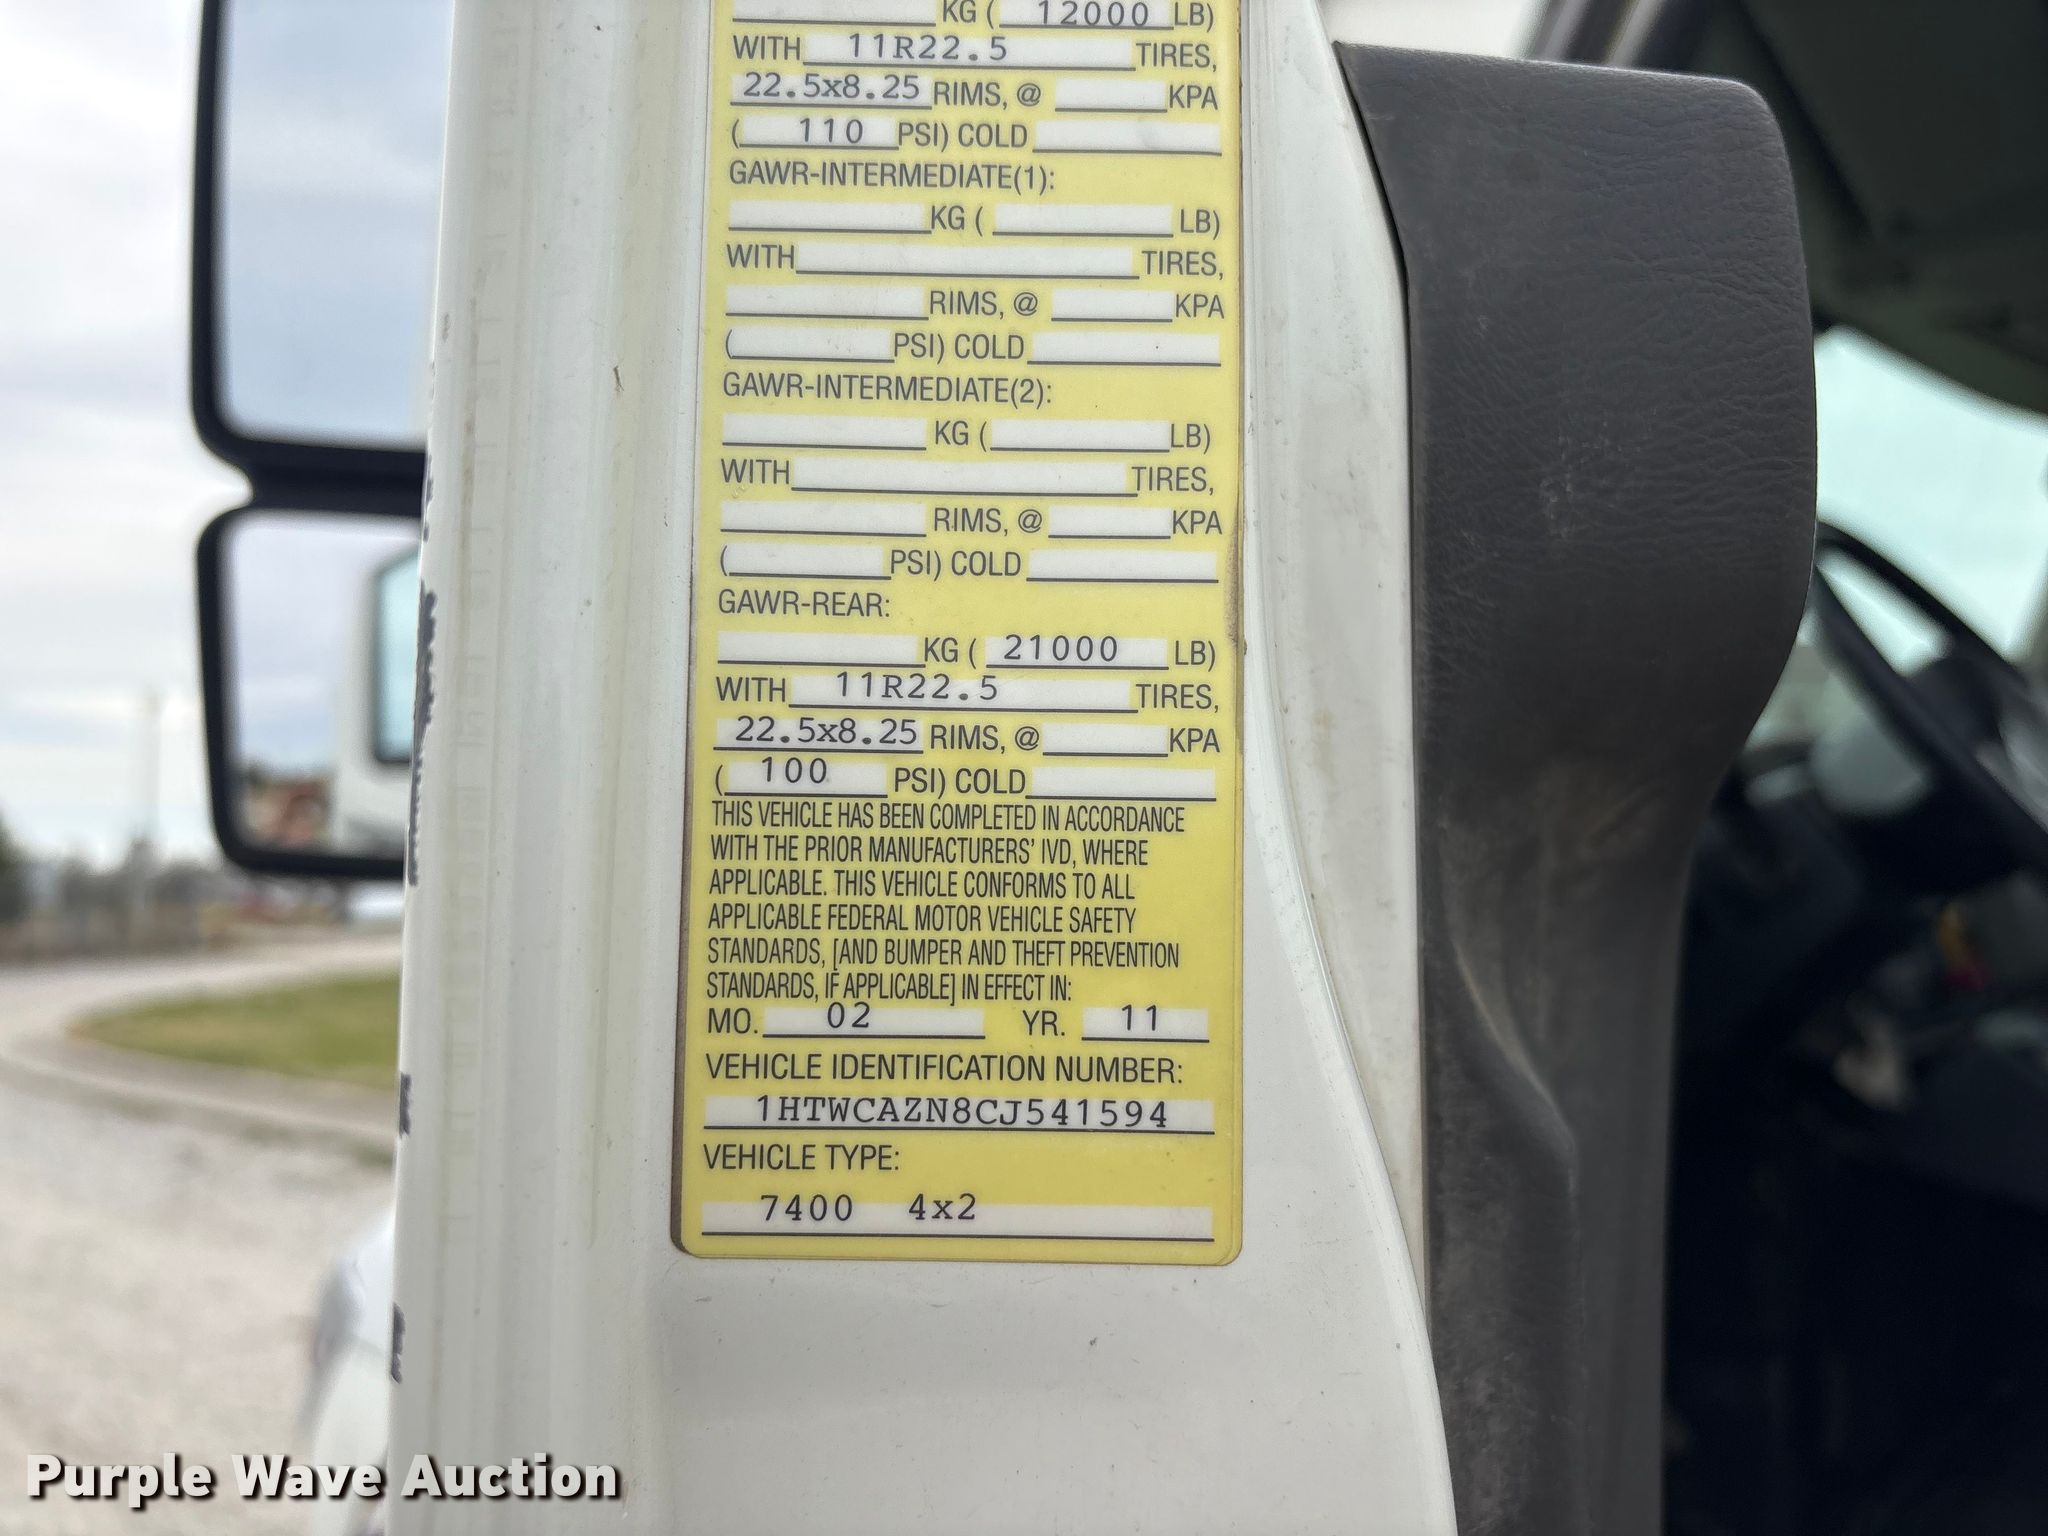 KG ( 12000 LB)
WITH 11R22.5 TIRES,
22.5x8.25 RIMS, @ KPA
( 110 PSI) COLD
GAWR-INTERMEDIATE(1):
KG ( LB)
WITH TIRES,
RIMS, @ KPA
( PSI) COLD
GAWR-INTERMEDIATE(2):
KG ( LB)
WITH TIRES,
RIMS, @ KPA
( PSI) COLD
GAWR-REAR:
KG ( 21000 LB)
WITH 11R22.5 TIRES,
22.5x8.25 RIMS, @ KPA
( 100 PSI) COLD
THIS VEHICLE HAS BEEN COMPLETED IN ACCORDANCE
WITH THE PRIOR MANUFACTURERS' IVD, WHERE
APPLICABLE. THIS VEHICLE CONFORMS TO ALL
APPLICABLE FEDERAL MOTOR VEHICLE SAFETY
STANDARDS, [AND BUMPER AND THEFT PREVENTION
STANDARDS, IF APPLICABLE] IN EFFECT IN:
MO. 02 YR. 11
VEHICLE IDENTIFICATION NUMBER:
1HTWCAZN8CJ541594
VEHICLE TYPE:
7400 4x2
Purple Wave Auction